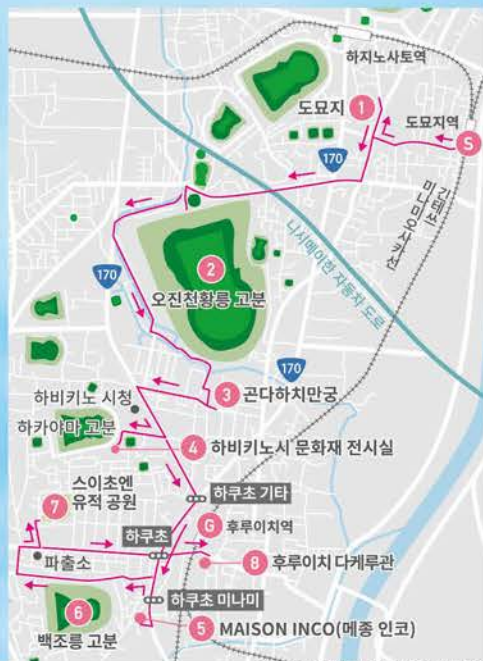 하지노사토역
도묘지 1
도묘지역
S
170
긴테쓰
미나미오사카선
니시메이한 자동차 도로
2
오진천황릉 고분
170
170
3 곤다하치만궁
하비키노 시청
하카야마 고분
4 하비키노시 문화재 전시실
스이초엔
유적 공원
7
하쿠초 기타
G 후루이치역
하쿠초
파출소
8 후루이치 다케루관
하쿠초 미나미
6
백조릉 고분
5 MAISON INCO(메종 인코)